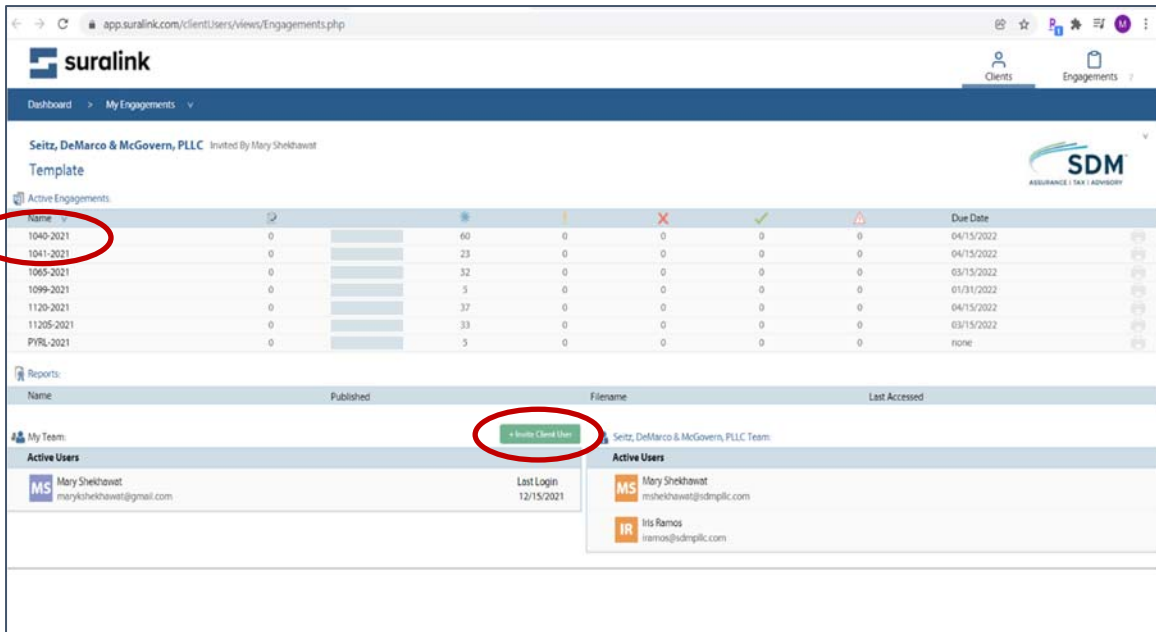 app.suralink.com/clientUsers/views/Engagements.php
M
suralink
Clients
Engagements
Dashboard > My Engagements v
Seitz, DeMarco & McGovern, PLLC Invited By Mary Shekhawat
Template
SDM
ASSURANCE | TAX | ADVISORY
Active Engagements:
Name Due Date
1040-2021 0 60 0 0 0 0 04/15/2022
1041-2021 0 23 0 0 0 0 04/15/2022
1065-2021 0 32 0 0 0 0 03/15/2022
1099-2021 0 5 0 0 0 0 01/31/2022
1120-2021 0 37 0 0 0 0 04/15/2022
1120S-2021 0 33 0 0 0 0 03/15/2022
PYRL-2021 0 5 0 0 0 0 none
Reports:
Name Published Filename Last Accessed
My Team: + Invite Client User
Active Users
MS Mary Shekhawat Last Login
marykshekhawat@gmail.com 12/15/2021
Seitz, DeMarco & McGovern, PLLC Team:
Active Users
MS Mary Shekhawat
mshekhawat@sdmpllc.com
IR Iris Ramos
iramos@sdmpllc.com